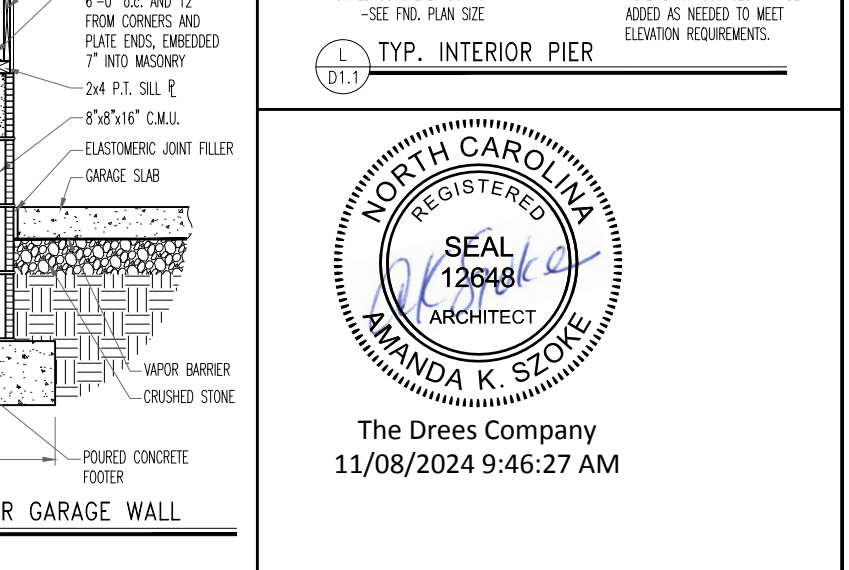 6'-0" o.c. AND 12"
FROM CORNERS AND
PLATE ENDS, EMBEDDED
7" INTO MASONRY
2x4 P.T. SILL ⅊
8"x8"x16" C.M.U.
ELASTOMERIC JOINT FILLER
GARAGE SLAB
VAPOR BARRIER
CRUSHED STONE
POURED CONCRETE
FOOTER
R GARAGE WALL
-SEE FND. PLAN SIZE
ADDED AS NEEDED TO MEET
ELEVATION REQUIREMENTS.
L
D1.1
TYP. INTERIOR PIER
NORTH CAROLINA
REGISTERED
SEAL
12648
ARCHITECT
AMANDA K. SZOKE
AK Szoke
The Drees Company
11/08/2024 9:46:27 AM